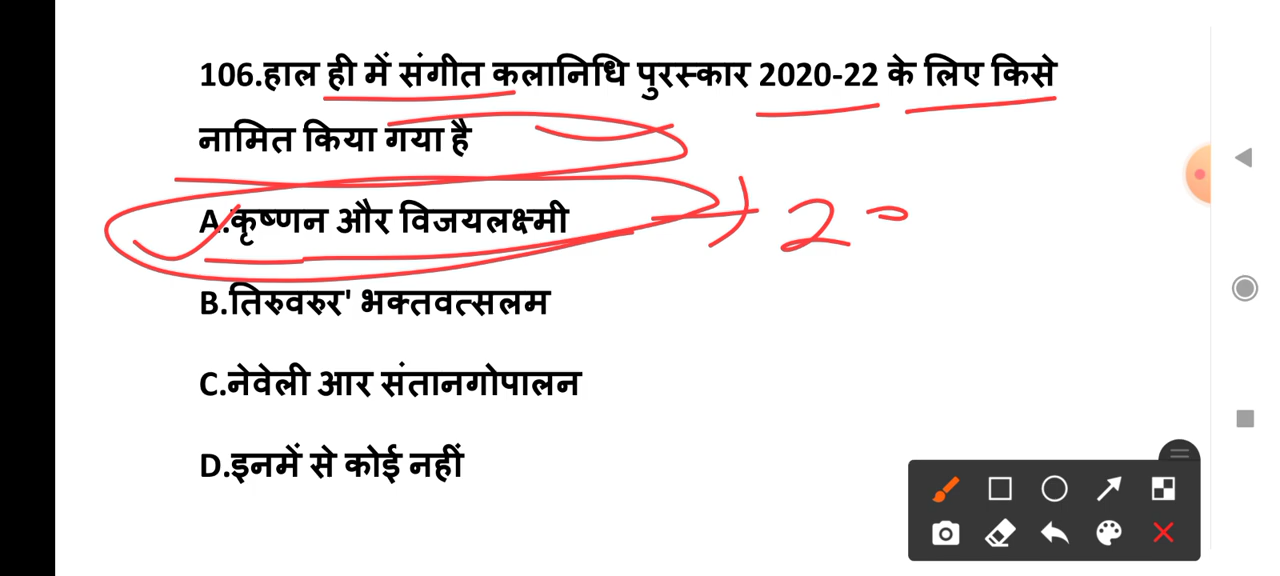 106.हाल ही में संगीत कलानिधि पुरस्कार 2020-22 के लिए किसे
नामित किया गया है
A.कृष्णन और विजयलक्ष्मी
B.तिरुवरुर' भक्तवत्सलम
C.नेवेली आर संतानगोपालन
D.इनमें से कोई नहीं